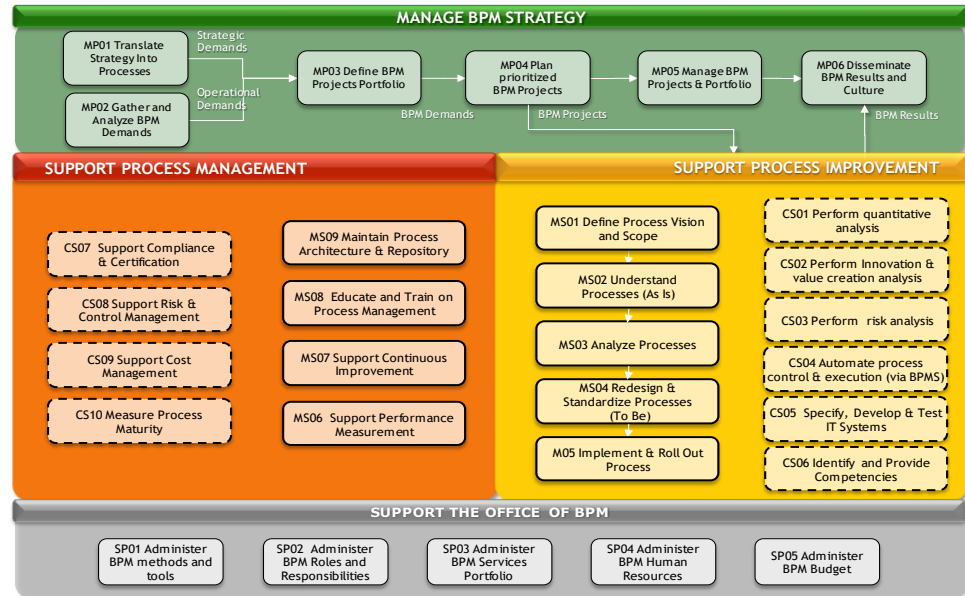 MANAGE BPM STRATEGY
MP01 Translate
Strategy Into
Processes
Strategic
Demands
Operational
Demands
MP02 Gather and
Analyze BPM
Demands
MP03 Define BPM
Projects Portfolio
BPM Demands
MP04 Plan
prioritized
BPM Projects
BPM Projects
MP05 Manage BPM
Projects & Portfolio
MP06 Disseminate
BPM Results and
Culture
BPM Results
SUPPORT PROCESS MANAGEMENT
CS07 Support Compliance
& Certification
CS08 Support Risk &
Control Management
CS09 Support Cost
Management
CS10 Measure Process
Maturity
MS09 Maintain Process
Architecture & Repository
MS08 Educate and Train on
Process Management
MS07 Support Continuous
Improvement
MS06 Support Performance
Measurement
SUPPORT PROCESS IMPROVEMENT
MS01 Define Process Vision
and Scope
MS02 Understand
Processes (As Is)
MS03 Analyze Processes
MS04 Redesign &
Standardize Processes
(To Be)
M05 Implement & Roll Out
Process
CS01 Perform quantitative
analysis
CS02 Perform Innovation &
value creation analysis
CS03 Perform risk analysis
CS04 Automate process
control & execution (via BPMS)
CS05 Specify, Develop & Test
IT Systems
CS06 Identify and Provide
Competencies
SUPPORT THE OFFICE OF BPM
SP01 Administer
BPM methods and
tools
SP02 Administer
BPM Roles and
Responsibilities
SP03 Administer
BPM Services
Portfolio
SP04 Administer
BPM Human
Resources
SP05 Administer
BPM Budget